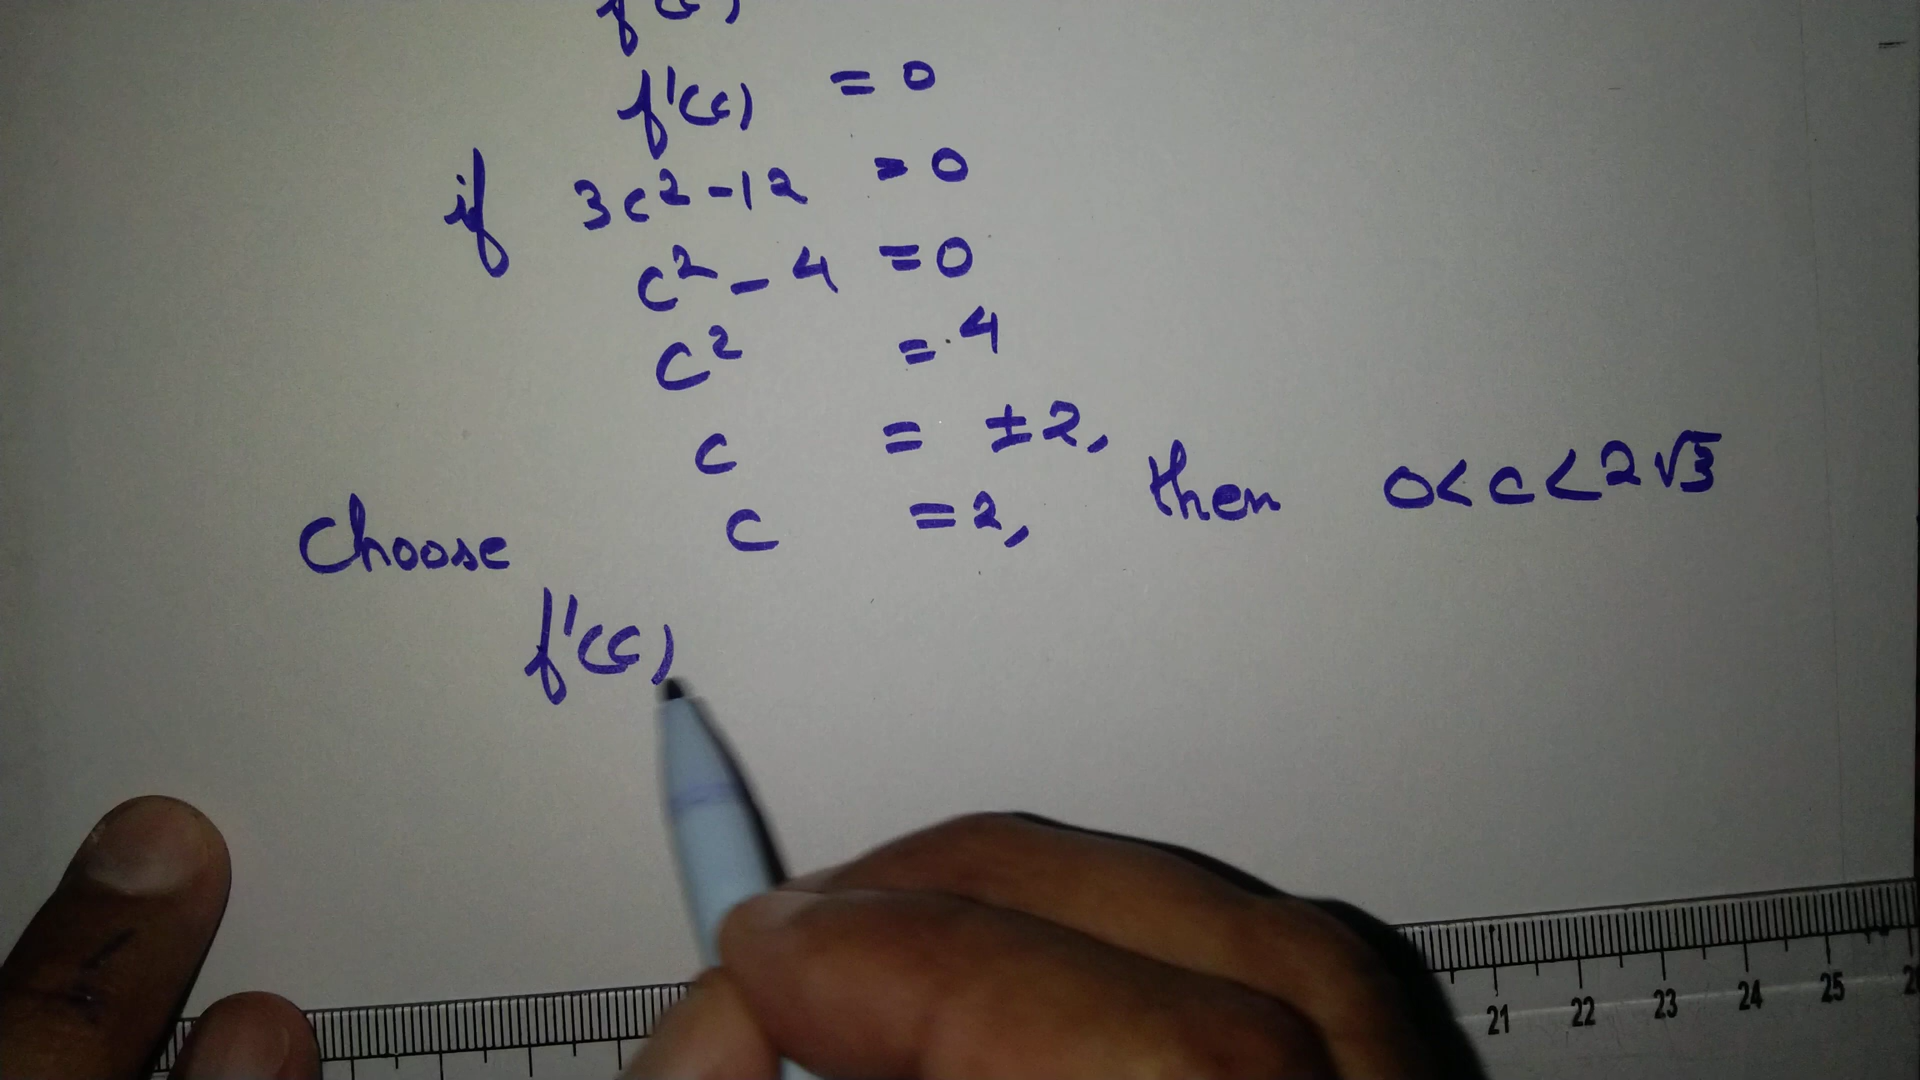 f'(c) = 0
if 3c²-12 = 0
c² - 4 = 0
c² = 4
c = ±2,
Choose c = 2, then 0<c<2√3
f'(c)
21 22 23 24 25